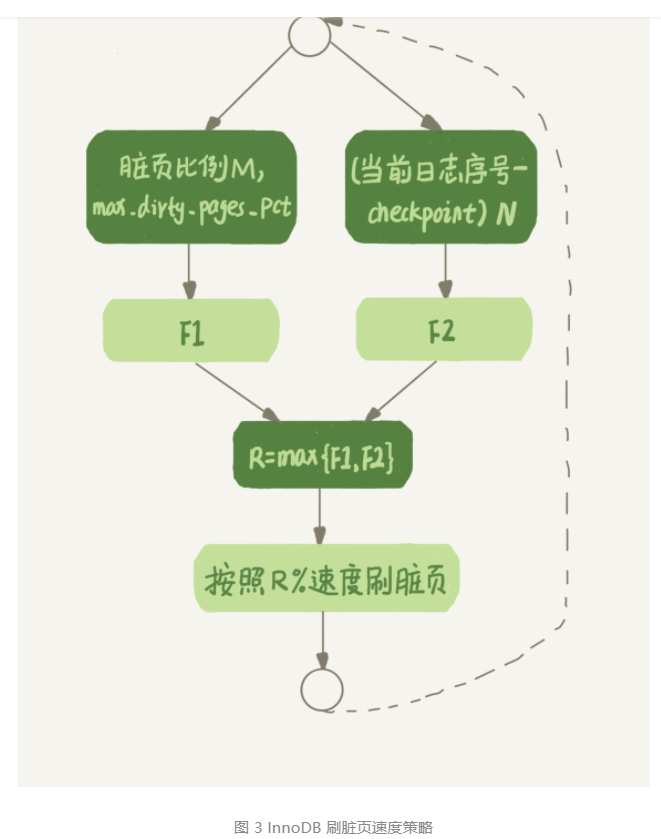 脏页比例M,
max_dirty_pages_pct
(当前日志序号-
checkpoint) N
F1
F2
R=max{F1,F2}
按照R%速度刷脏页
图 3 InnoDB 刷脏页速度策略